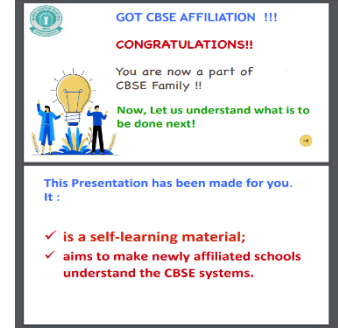 GOT CBSE AFFILIATION !!!
CONGRATULATIONS!!
You are now a part of
CBSE Family !!
Now, Let us understand what is to
be done next!
This Presentation has been made for you.
It :
✓ is a self-learning material;
✓ aims to make newly affiliated schools
understand the CBSE systems.